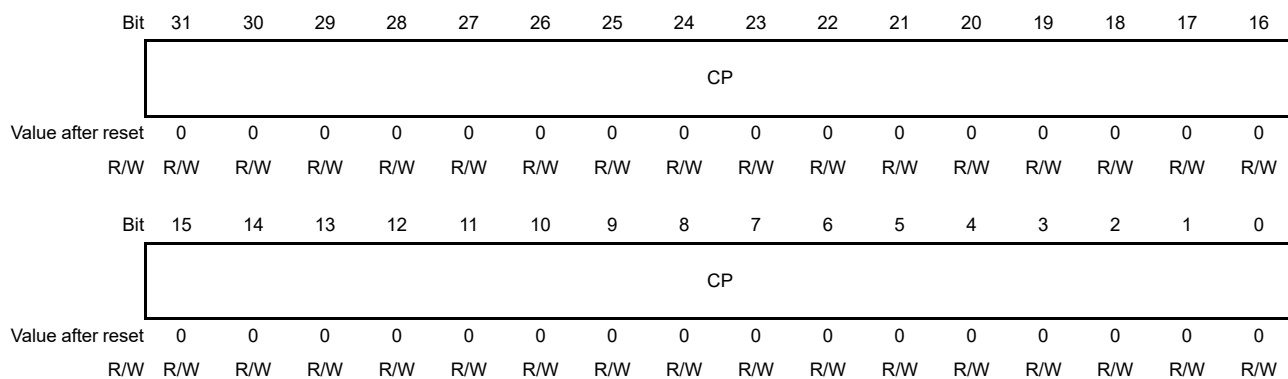 Bit 31 30 29 28 27 26 25 24 23 22 21 20 19 18 17 16
CP
Value after reset 0 0 0 0 0 0 0 0 0 0 0 0 0 0 0 0
R/W R/W R/W R/W R/W R/W R/W R/W R/W R/W R/W R/W R/W R/W R/W R/W R/W
Bit 15 14 13 12 11 10 9 8 7 6 5 4 3 2 1 0
CP
Value after reset 0 0 0 0 0 0 0 0 0 0 0 0 0 0 0 0
R/W R/W R/W R/W R/W R/W R/W R/W R/W R/W R/W R/W R/W R/W R/W R/W R/W